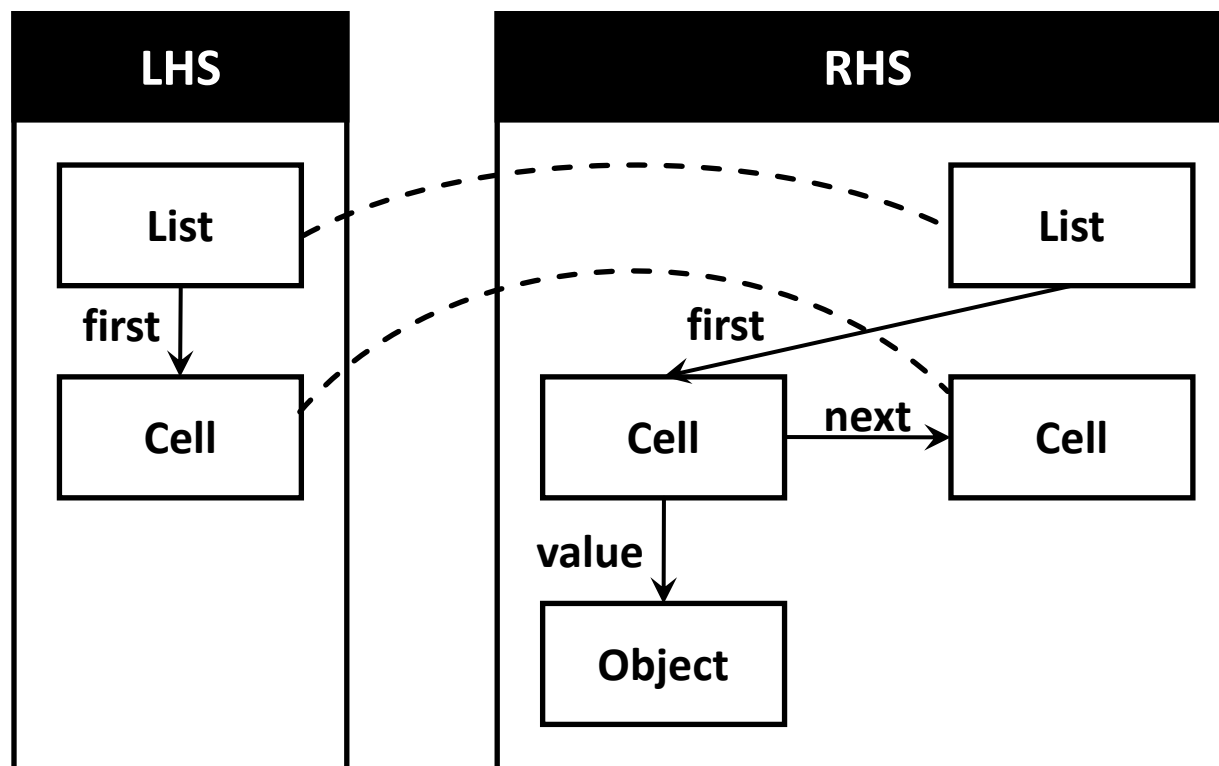 LHS
RHS
List
List
first
first
Cell
Cell
next
Cell
value
Object